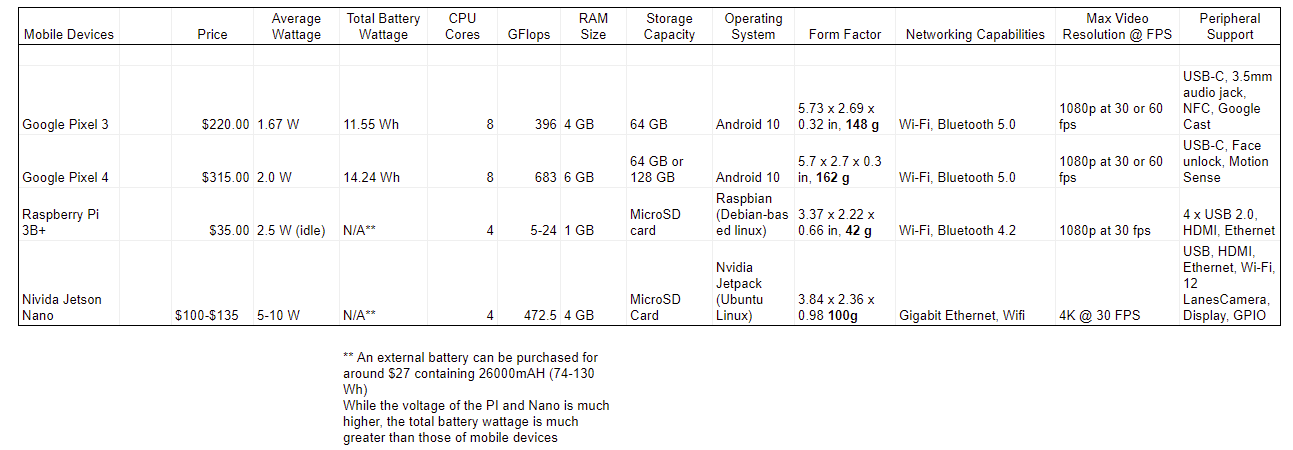 Mobile Devices Price Average Wattage Total Battery Wattage CPU Cores GFlops RAM Size Storage Capacity Operating System Form Factor Networking Capabilities Max Video Resolution @ FPS Peripheral Support
Google Pixel 3 $220.00 1.67 W 11.55 Wh 8 396 4 GB 64 GB Android 10 5.73 x 2.69 x 0.32 in, 148 g Wi-Fi, Bluetooth 5.0 1080p at 30 or 60 fps USB-C, 3.5mm audio jack, NFC, Google Cast
Google Pixel 4 $315.00 2.0 W 14.24 Wh 8 683 6 GB 64 GB or 128 GB Android 10 5.7 x 2.7 x 0.3 in, 162 g Wi-Fi, Bluetooth 5.0 1080p at 30 or 60 fps USB-C, Face unlock, Motion Sense
Raspberry Pi 3B+ $35.00 2.5 W (idle) N/A** 4 5-24 1 GB MicroSD card Raspbian (Debian-based linux) 3.37 x 2.22 x 0.66 in, 42 g Wi-Fi, Bluetooth 4.2 1080p at 30 fps 4 x USB 2.0, HDMI, Ethernet
Nivida Jetson Nano $100-$135 5-10 W N/A** 4 472.5 4 GB MicroSD Card Nvidia Jetpack (Ubuntu Linux) 3.84 x 2.36 x 0.98 100g Gigabit Ethernet, Wifi 4K @ 30 FPS USB, HDMI, Ethernet, Wi-Fi, 12 LanesCamera, Display, GPIO
** An external battery can be purchased for
around $27 containing 26000mAH (74-130
Wh)
While the voltage of the PI and Nano is much
higher, the total battery wattage is much
greater than those of mobile devices